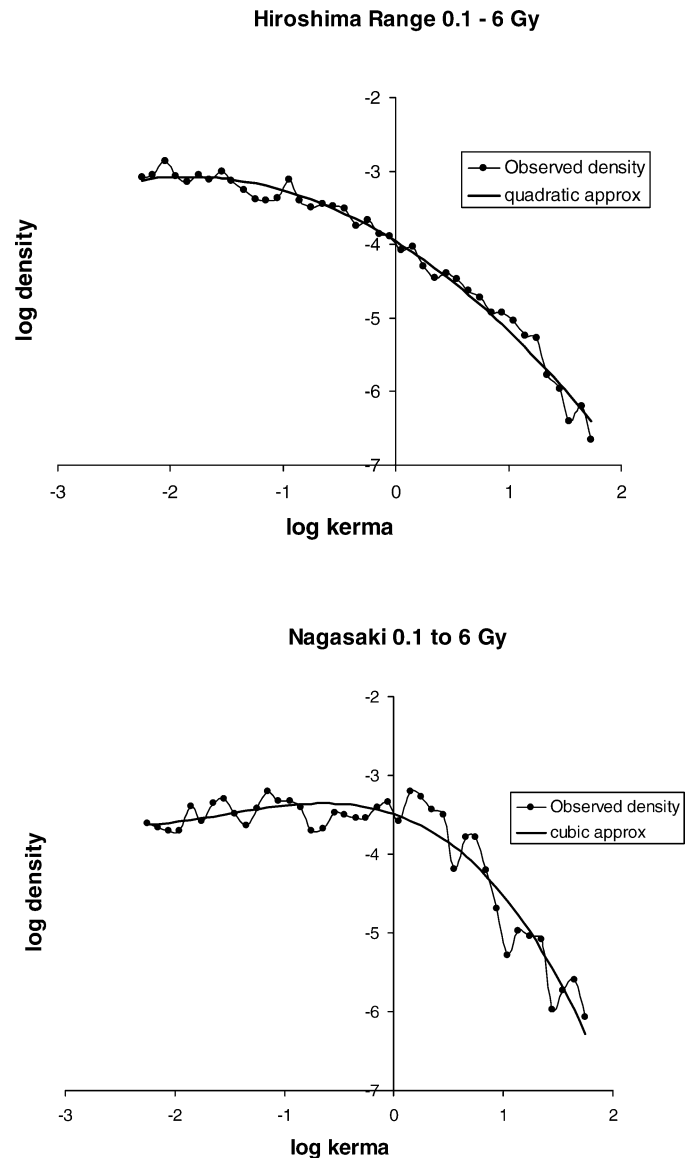 Hiroshima Range 0.1 - 6 Gy
-2
-3
-4
-5
-6
-7
Observed density
quadratic approx
log density
-3 -2 -1 0 1 2
log kerma
Nagasaki 0.1 to 6 Gy
-2
-3
-4
-5
-6
-7
Observed density
cubic approx
log density
-3 -2 -1 0 1 2
log kerma